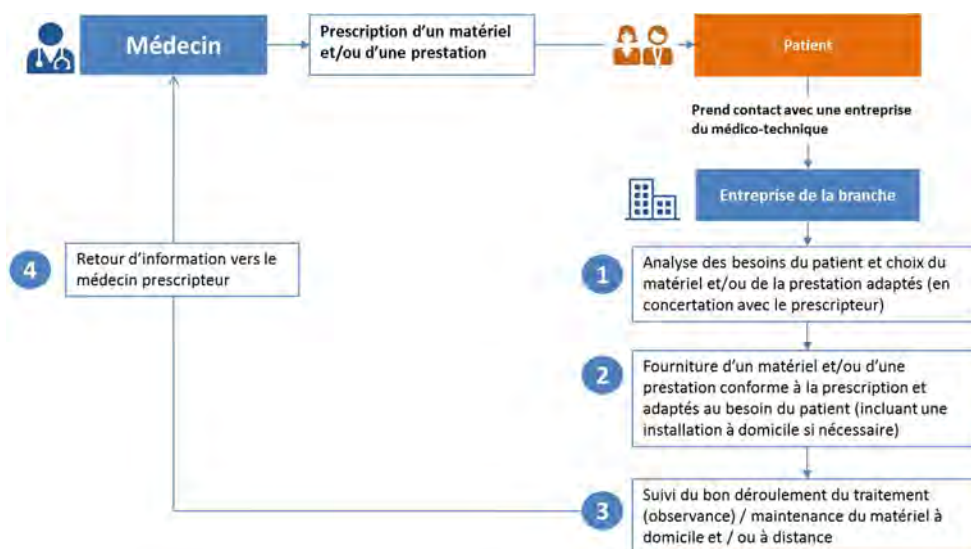 Médecin
Prescription d'un matériel
et/ou d'une prestation
Patient
Prend contact avec une entreprise
du médico-technique
Entreprise de la branche
1
Analyse des besoins du patient et choix du
matériel et/ou de la prestation adaptés (en
concertation avec le prescripteur)
2
Fourniture d'un matériel et/ou d'une
prestation conforme à la prescription et
adaptés au besoin du patient (incluant une
installation à domicile si nécessaire)
3
Suivi du bon déroulement du traitement
(observance) / maintenance du matériel à
domicile et / ou à distance
4
Retour d'information vers le
médecin prescripteur